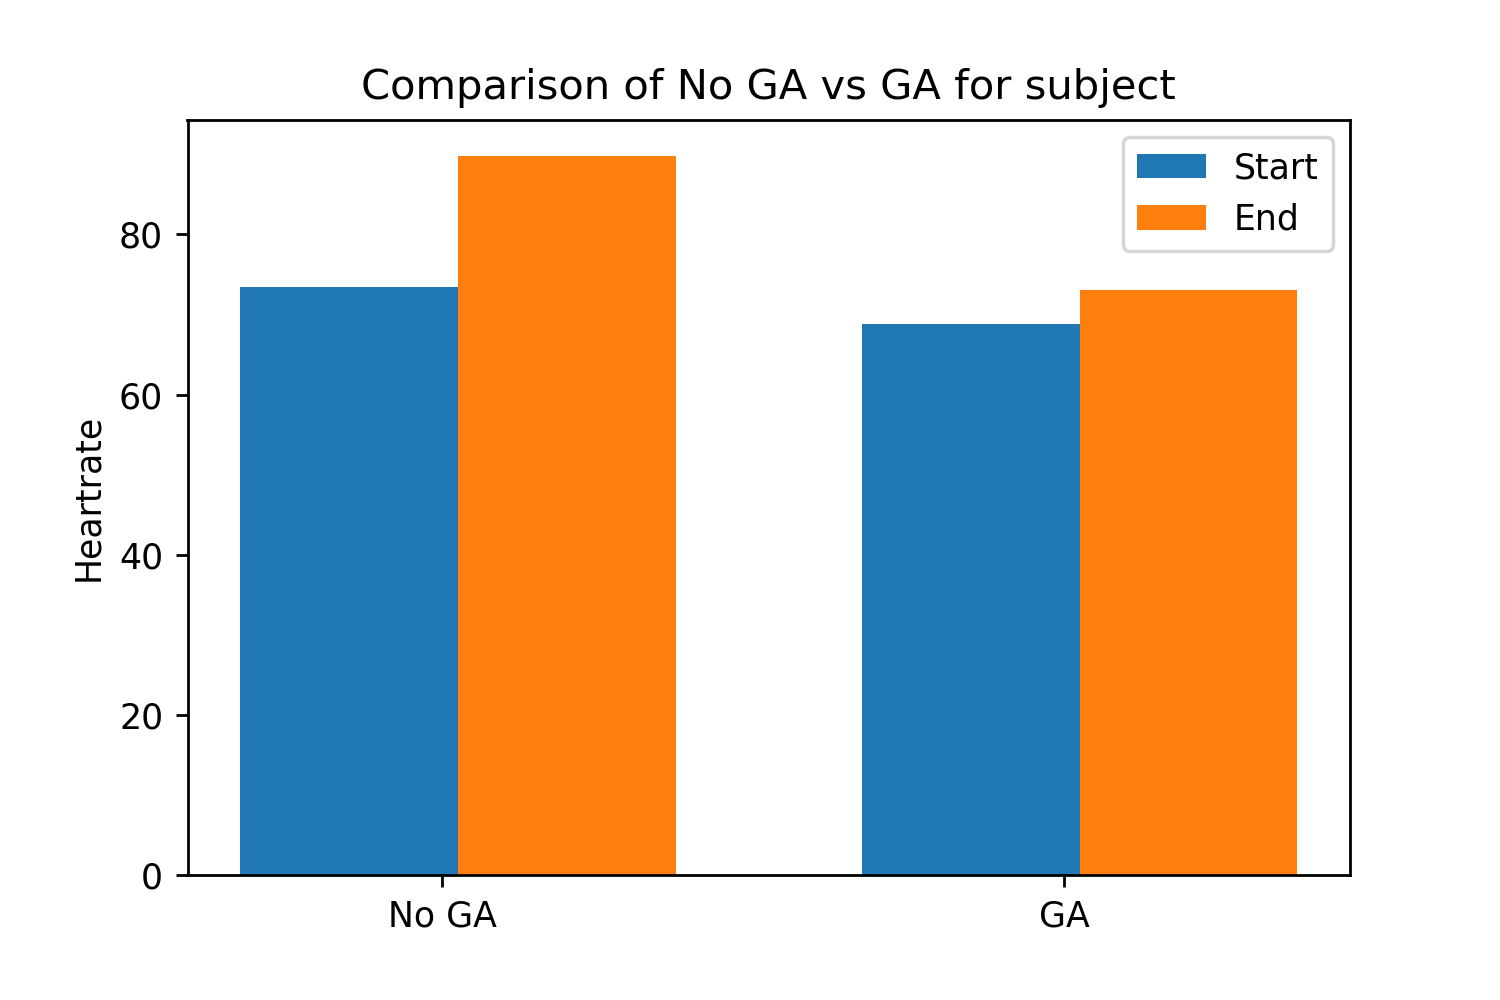 Comparison of No GA vs GA for subject
Start
End
Heartrate
80
60
40
20
0
No GA
GA